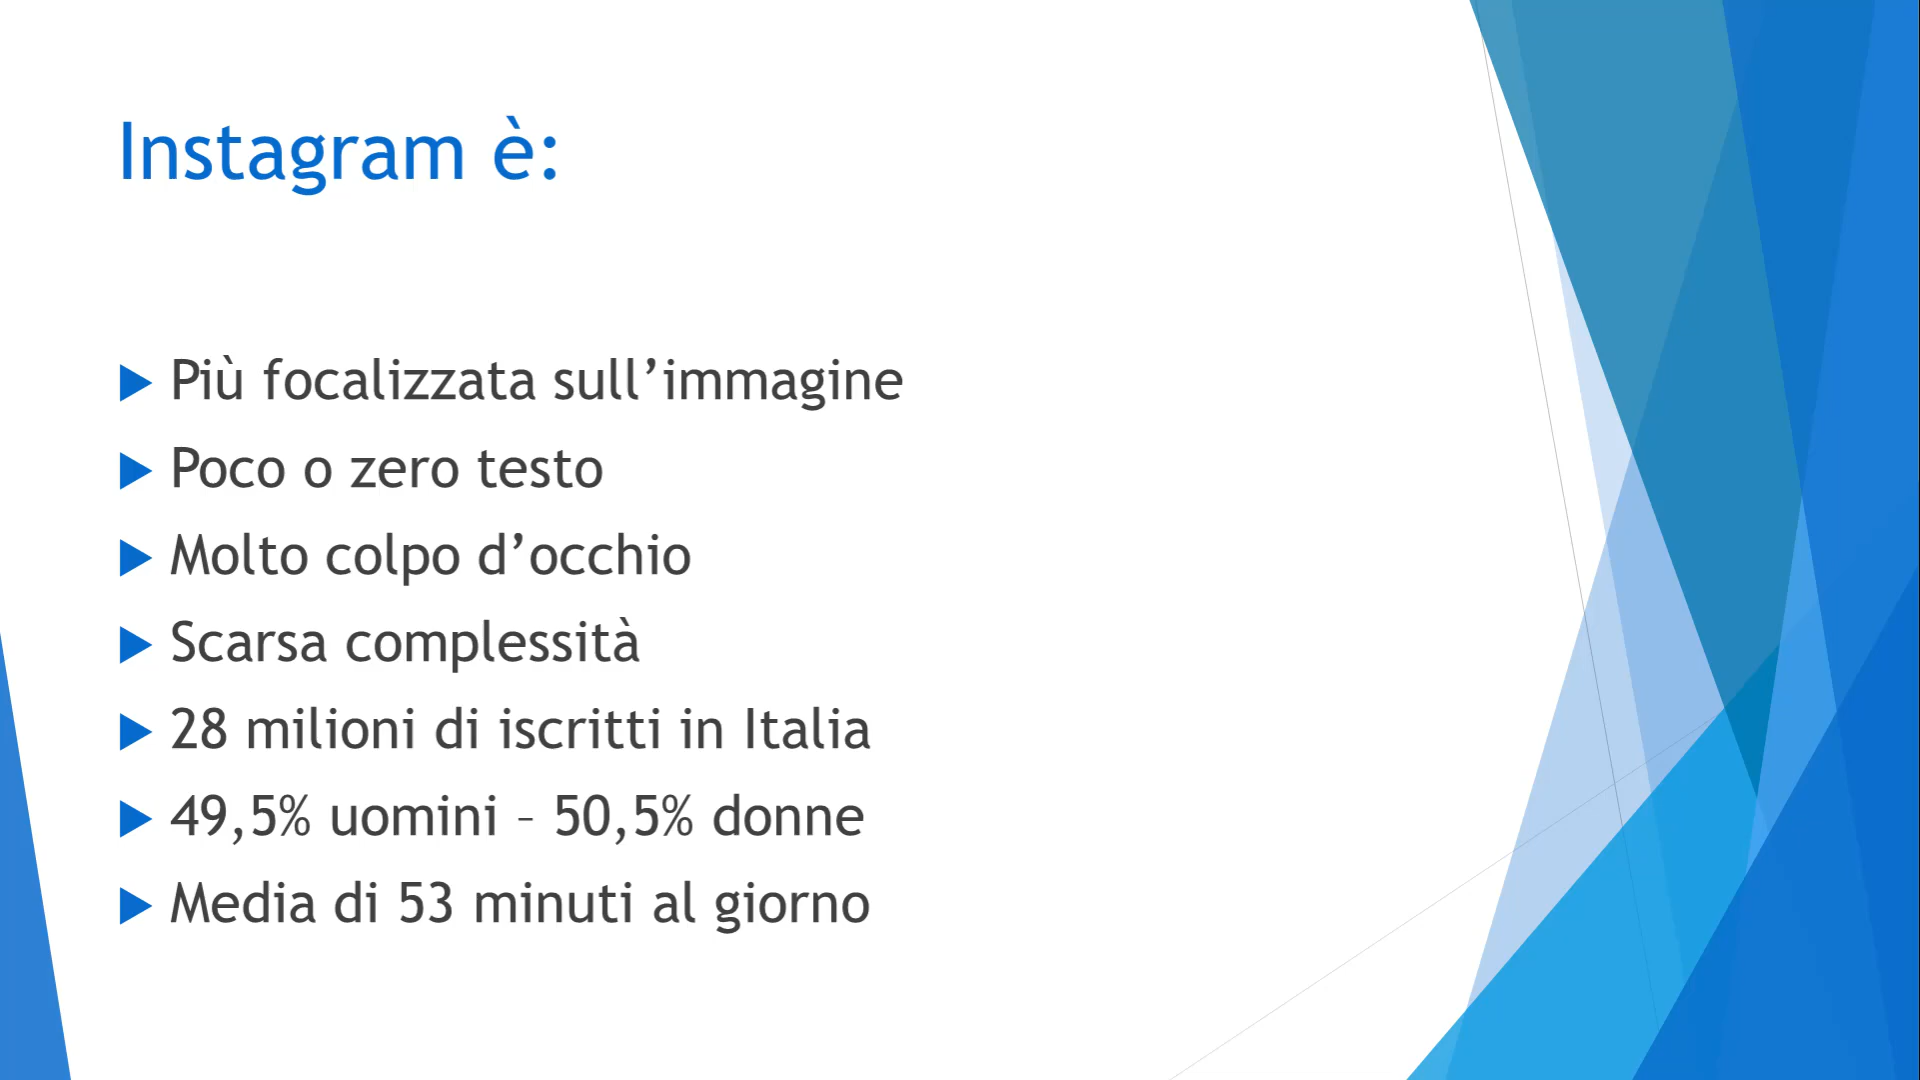 Instagram è:
Più focalizzata sull’immagine
Poco o zero testo
Molto colpo d’occhio
Scarsa complessità
28 milioni di iscritti in Italia
49,5% uomini – 50,5% donne
Media di 53 minuti al giorno